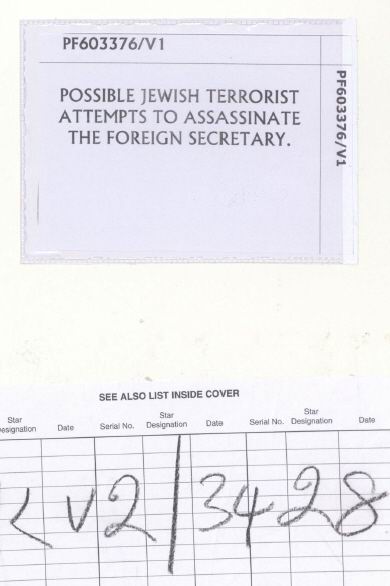 PF603376/V1
POSSIBLE JEWISH TERRORIST
ATTEMPTS TO ASSASSINATE
THE FOREIGN SECRETARY.
PF603376/V1
SEE ALSO LIST INSIDE COVER
Star Designation Date Serial No. Star Designation Date Serial No. Star Designation Date
KV2/3428